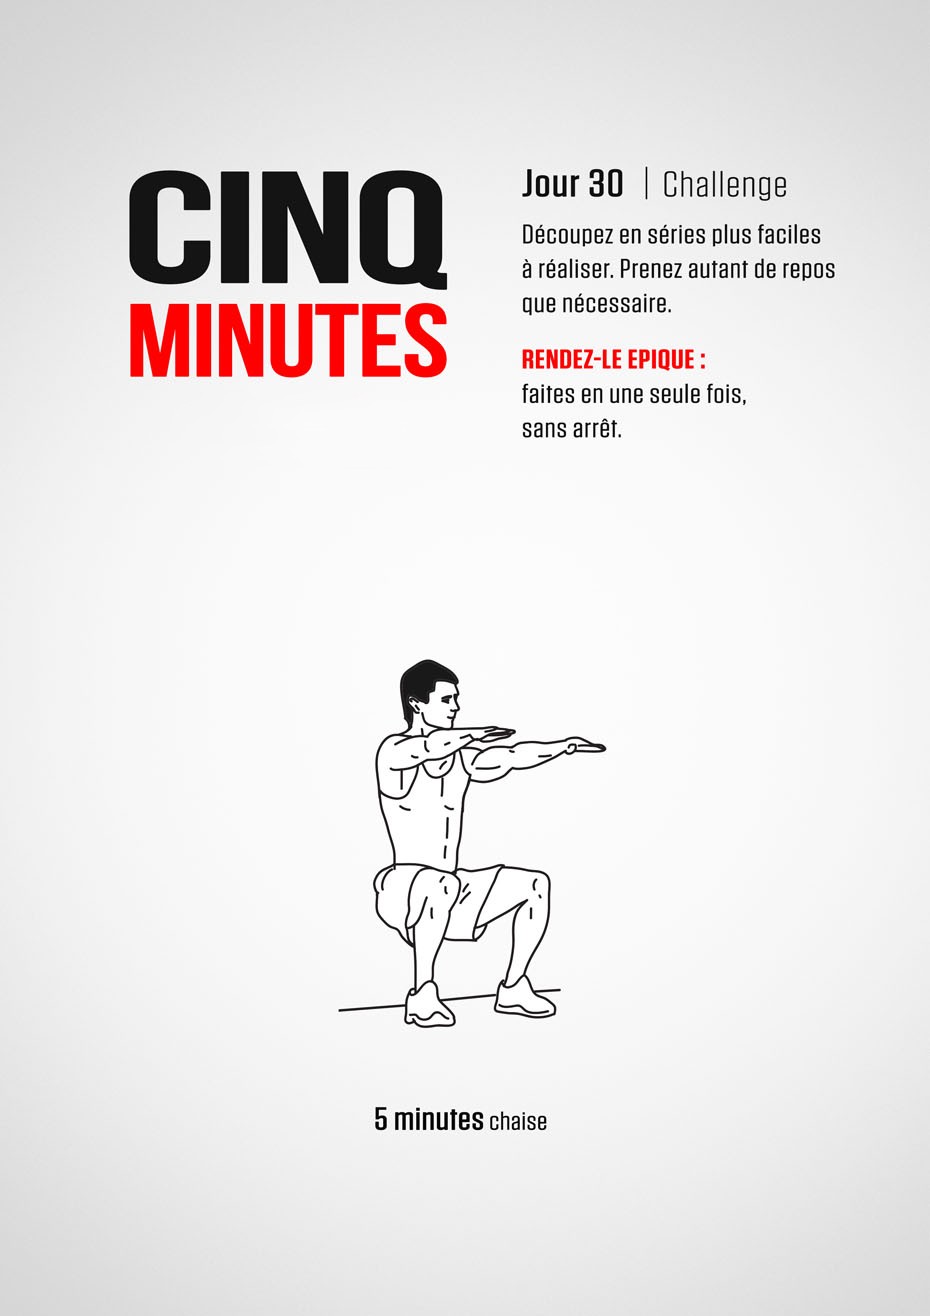 CINQ
MINUTES
Jour 30 | Challenge
Découpez en séries plus faciles
à réaliser. Prenez autant de repos
que nécessaire.
RENDEZ-LE EPIQUE :
faites en une seule fois,
sans arrêt.
5 minutes chaise